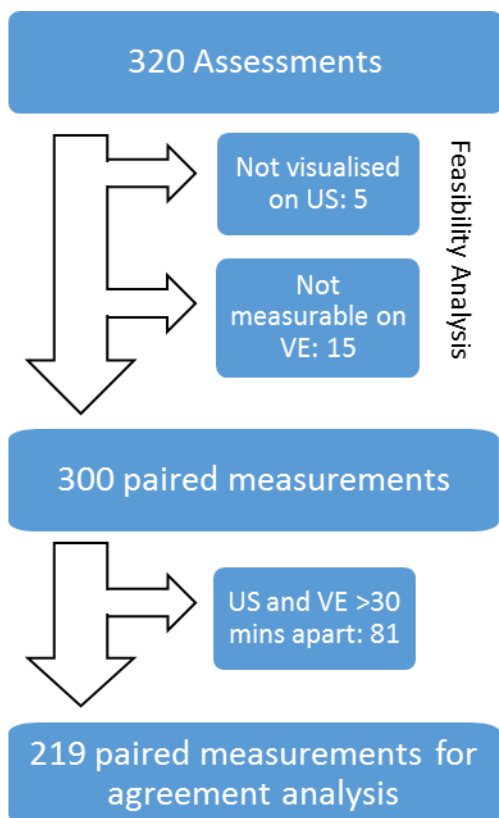 320 Assessments
Not visualised
on US: 5
Feasibility Analysis
Not
measurable on
VE: 15
300 paired measurements
US and VE >30
mins apart: 81
219 paired measurements for
agreement analysis